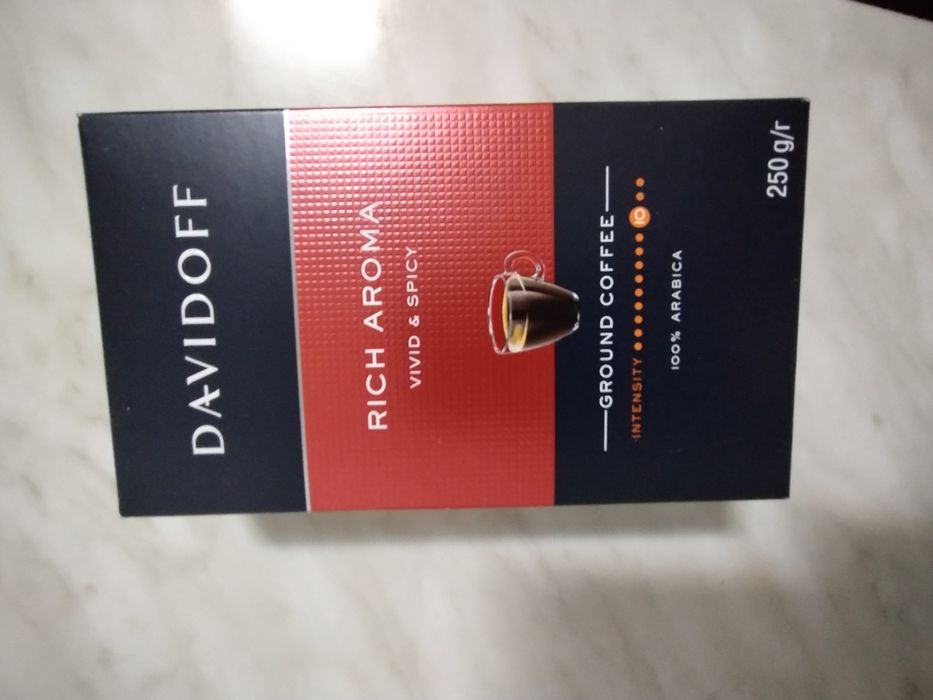 DAVIDOFF
RICH AROMA
VIVID & SPICY
GROUND COFFEE
INTENSITY 10
100% ARABICA
250 g/г